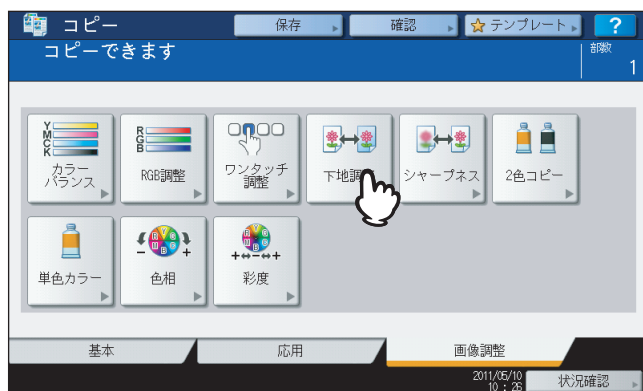 コピー
保存
確認
テンプレート
?
コピーできます
部数
1
Y
M
C
K
カラー
バランス
R
G
B
RGB調整
ワンタッチ
調整
下地調整
シャープネス
2色コピー
単色カラー
色相
彩度
基本
応用
画像調整
2011/05/10
10 : 26
状況確認